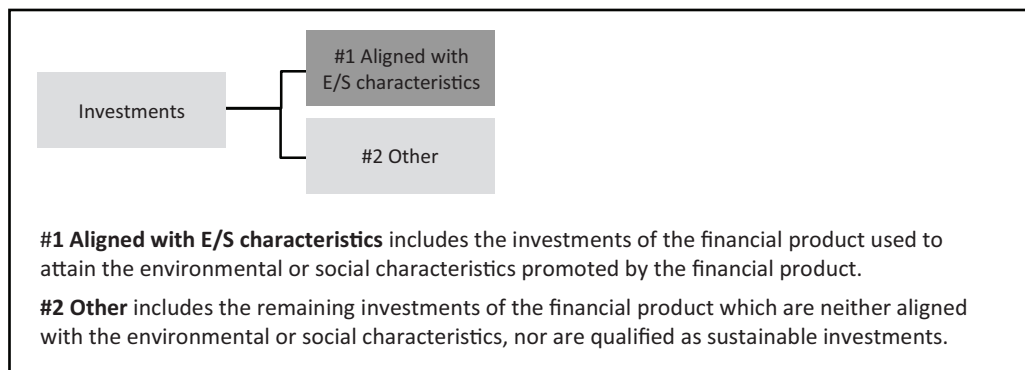 #1 Aligned with
E/S characteristics
Investments
#2 Other
#1 Aligned with E/S characteristics includes the investments of the financial product used to
attain the environmental or social characteristics promoted by the financial product.
#2 Other includes the remaining investments of the financial product which are neither aligned
with the environmental or social characteristics, nor are qualified as sustainable investments.